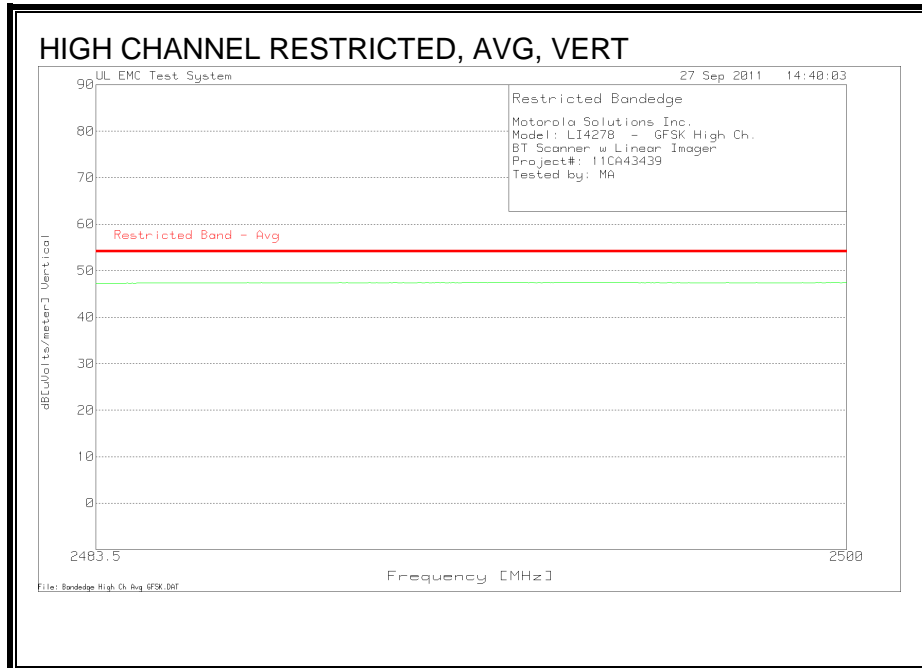 HIGH CHANNEL RESTRICTED, AVG, VERT
UL EMC Test System
27 Sep 2011 14:40:03
90
80
70
60
50
40
30
20
10
0
dB[uVolts/meter] Vertical
Restricted Bandedge
Motorola Solutions Inc.
Model: LI4278 - GFSK High Ch.
BT Scanner w Linear Imager
Project#: 11CA43439
Tested by: MA
Restricted Band - Avg
2483.5
2500
Frequency [MHz]
File: Bandedge High Ch Avg GFSK.DAT